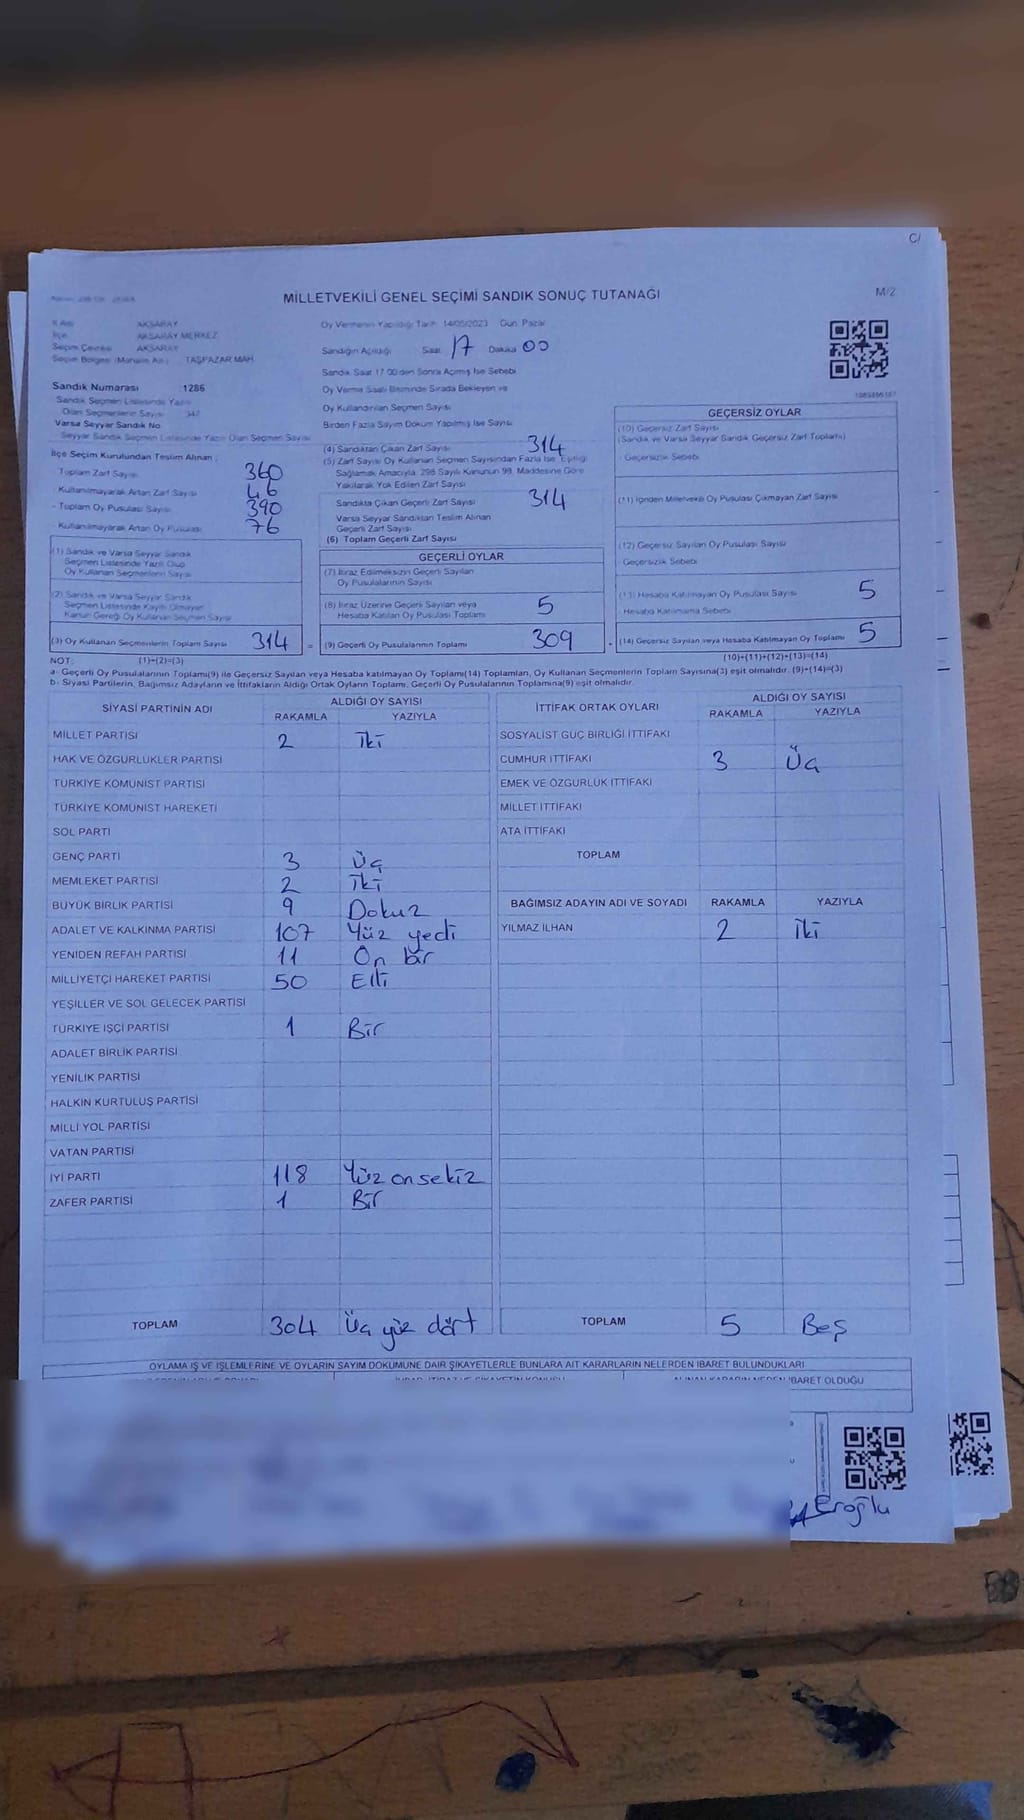 C/
MİLLETVEKİLİ GENEL SEÇİMİ SANDIK SONUÇ TUTANAĞI
M/2
İl Adı AKSARAY
İlçe AKSARAY MERKEZ
Seçim Çevresi AKSARAY
Seçim Bölgesi (Mahalle Adı) TAŞPAZAR MAH.
Oy Vermenin Yapıldığı Tarih 14/05/2023 Gün Pazar
Sandığın Açıldığı Saat 17 Dakika 00
Sandık Saat 17:00'den Sonra Açılmış İse Sebebi
Oy Verme Saati Bitiminde Sırada Bekleyen ve
Oy Kullandırılan Seçmen Sayısı
Birden Fazla Sayım Döküm Yapılmış İse Sayısı
Sandık Numarası 1286
Sandık Seçmen Listesinde Yazılı
Olan Seçmenlerin Sayısı 347
Varsa Seyyar Sandık No
Seyyar Sandık Seçmen Listesinde Yazılı Olan Seçmen Sayısı
İlçe Seçim Kurulundan Teslim Alınan ;
Toplam Zarf Sayısı 360
Kullanılmayarak Artan Zarf Sayısı 46
- Toplam Oy Pusulası Sayısı 390
- Kullanılmayarak Artan Oy Pusulası 76
(4) Sandıktan Çıkan Zarf Sayısı 314
(5) Zarf Sayısı Oy Kullanan Seçmen Sayısından Fazla İse Eşitliği
Sağlamak Amacıyla, 298 Sayılı Kanunun 98. Maddesine Göre
Yakılarak Yok Edilen Zarf Sayısı
Sandıkta Çıkan Geçerli Zarf Sayısı 314
Varsa Seyyar Sandıktan Teslim Alınan
Geçerli Zarf Sayısı
(6) Toplam Geçerli Zarf Sayısı
GEÇERSİZ OYLAR
(10) Geçersiz Zarf Sayısı
(Sandık ve Varsa Seyyar Sandık Geçersiz Zarf Toplamı)
Geçersizlik Sebebi
(11) İçinden Milletvekili Oy Pusulası Çıkmayan Zarf Sayısı
(12) Geçersiz Sayılan Oy Pusulası Sayısı
Geçersizlik Sebebi
(13) Hesaba Katılmayan Oy Pusulası Sayısı 5
Hesaba Katılmama Sebebi
(14) Geçersiz Sayılan veya Hesaba Katılmayan Oy Toplamı 5
(10)+(11)+(12)+(13)=(14)
(1) Sandık ve Varsa Seyyar Sandık
Seçmen Listesinde Yazılı Olup
Oy Kullanan Seçmenlerin Sayısı
(2) Sandık ve Varsa Seyyar Sandık
Seçmen Listesinde Kayıtlı Olmayan
Kanun Gereği Oy Kullanan Seçmen Sayısı
(3) Oy Kullanan Seçmenlerin Toplam Sayısı 314
GEÇERLİ OYLAR
(7) İtiraz Edilmeksizin Geçerli Sayılan
Oy Pusulalarının Sayısı
(8) İtiraz Üzerine Geçerli Sayılan veya
Hesaba Katılan Oy Pusulası Toplamı 5
(9) Geçerli Oy Pusulalarının Toplamı 309
NOT: (1)+(2)=(3)
a- Geçerli Oy Pusulalarının Toplamı(9) ile Geçersiz Sayılan veya Hesaba katılmayan Oy Toplamı(14) Toplamları, Oy Kullanan Seçmenlerin Toplam Sayısına(3) eşit olmalıdır. (9)+(14)=(3)
b- Siyasi Partilerin, Bağımsız Adayların ve İttifakların Aldığı Ortak Oyların Toplamı, Geçerli Oy Pusulalarının Toplamına(9) eşit olmalıdır.
SİYASİ PARTİNİN ADI ALDIĞI OY SAYISI
RAKAMLA YAZIYLA
MİLLET PARTİSİ 2 İki
HAK VE ÖZGÜRLÜKLER PARTİSİ
TÜRKİYE KOMÜNİST PARTİSİ
TÜRKİYE KOMÜNİST HAREKETİ
SOL PARTİ
GENÇ PARTİ 3 Üç
MEMLEKET PARTİSİ 2 İki
BÜYÜK BİRLİK PARTİSİ 9 Dokuz
ADALET VE KALKINMA PARTİSİ 107 Yüz yedi
YENİDEN REFAH PARTİSİ 11 On bir
MİLLİYETÇİ HAREKET PARTİSİ 50 Elli
YEŞİLLER VE SOL GELECEK PARTİSİ
TÜRKİYE İŞÇİ PARTİSİ 1 Bir
ADALET BİRLİK PARTİSİ
YENİLİK PARTİSİ
HALKIN KURTULUŞ PARTİSİ
MİLLİ YOL PARTİSİ
VATAN PARTİSİ
İYİ PARTİ 118 Yüz onsekiz
ZAFER PARTİSİ 1 Bir
TOPLAM 304 Üç yüz dört
İTTİFAK ORTAK OYLARI ALDIĞI OY SAYISI
RAKAMLA YAZIYLA
SOSYALİST GÜÇ BİRLİĞİ İTTİFAKI
CUMHUR İTTİFAKI 3 Üç
EMEK VE ÖZGÜRLÜK İTTİFAKI
MİLLET İTTİFAKI
ATA İTTİFAKI
TOPLAM
BAĞIMSIZ ADAYIN ADI VE SOYADI RAKAMLA YAZIYLA
YILMAZ İLHAN 2 İki
TOPLAM 5 Beş
OYLAMA İŞ VE İŞLEMLERİNE VE OYLARIN SAYIM DÖKÜMÜNE DAİR ŞİKAYETLERLE BUNLARA AİT KARARLARIN NELERDEN İBARET BULUNDUKLARI
İTİRAZ VE ŞİKAYETİN KONUSU ALINAN KARARIN NEDEN İBARET OLDUĞU
Eroğlu